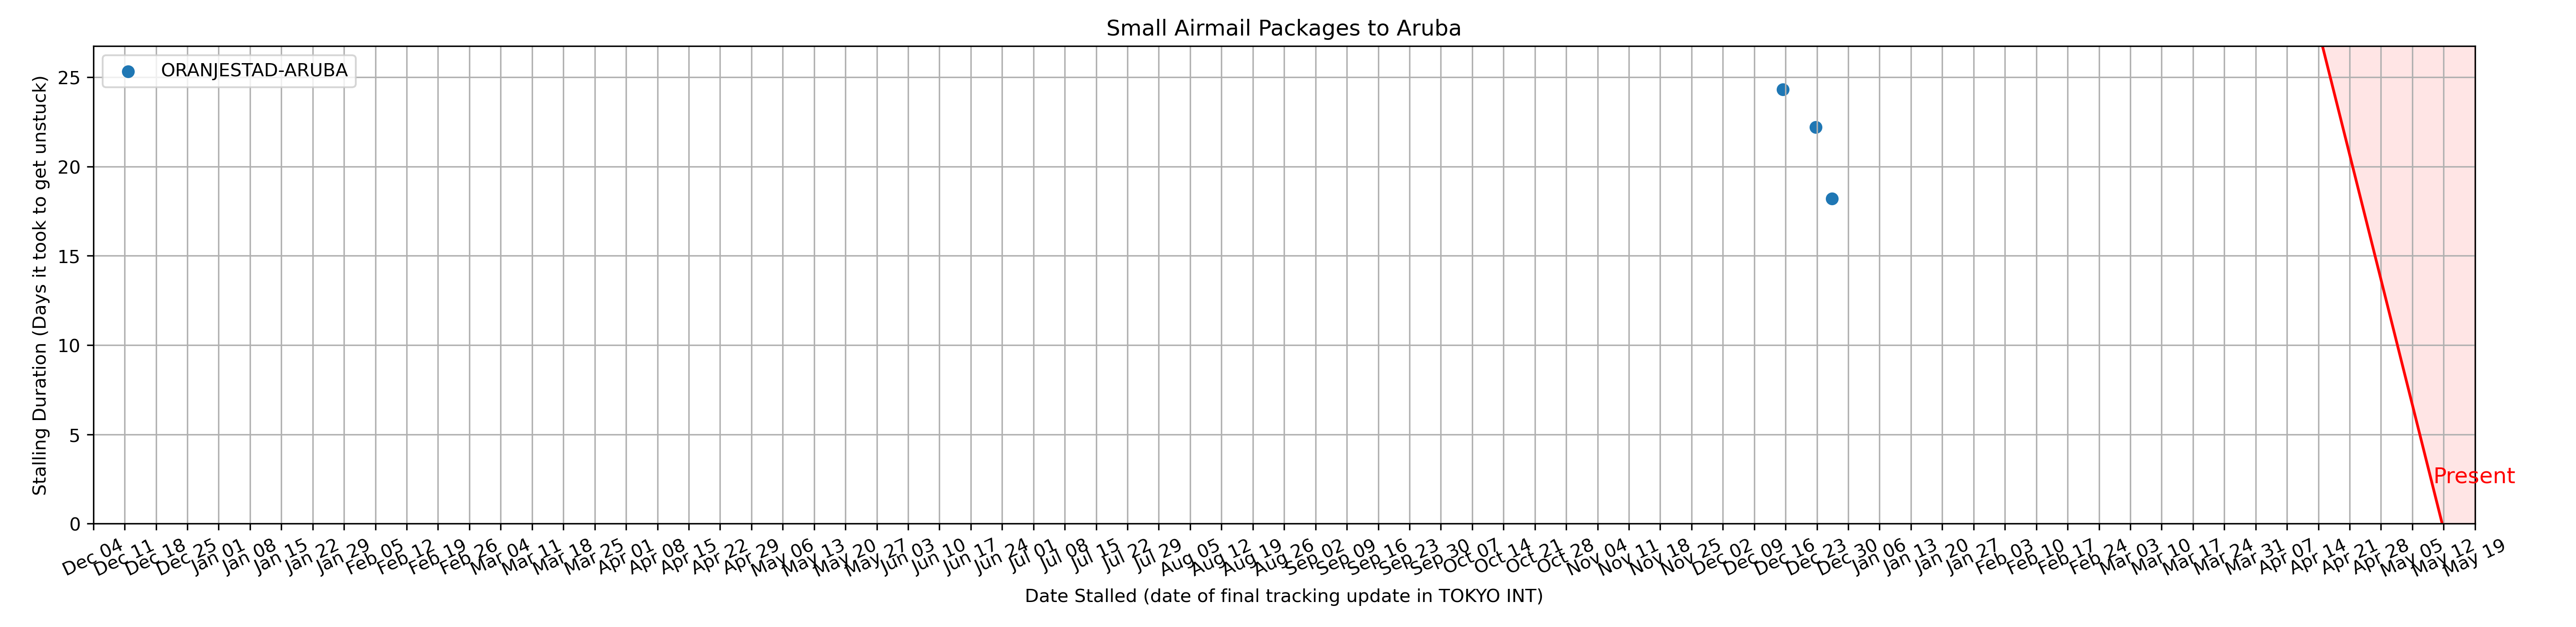 Small Airmail Packages to Aruba
ORANJESTAD-ARUBA
Stalling Duration (Days it took to get unstuck)
25
20
15
10
5
0
Present
Dec 04
Dec 11
Dec 18
Dec 25
Jan 01
Jan 08
Jan 15
Jan 22
Jan 29
Feb 05
Feb 12
Feb 19
Feb 26
Mar 04
Mar 11
Mar 18
Mar 25
Apr 01
Apr 08
Apr 15
Apr 22
Apr 29
May 06
May 13
May 20
May 27
Jun 03
Jun 10
Jun 17
Jun 24
Jul 01
Jul 08
Jul 15
Jul 22
Jul 29
Aug 05
Aug 12
Aug 19
Aug 26
Sep 02
Sep 09
Sep 16
Sep 23
Sep 30
Oct 07
Oct 14
Oct 21
Oct 28
Nov 04
Nov 11
Nov 18
Nov 25
Dec 02
Dec 09
Dec 16
Dec 23
Dec 30
Jan 06
Jan 13
Jan 20
Jan 27
Feb 03
Feb 10
Feb 17
Feb 24
Mar 03
Mar 10
Mar 17
Mar 24
Mar 31
Apr 07
Apr 14
Apr 21
Apr 28
May 05
May 12
May 19
Date Stalled (date of final tracking update in TOKYO INT)